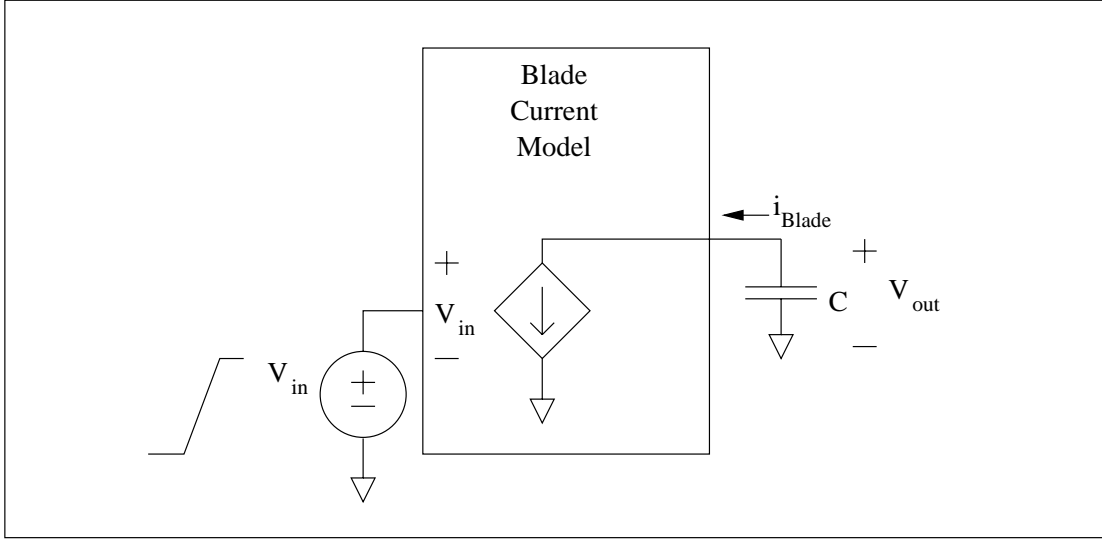 Blade
Current
Model
i_Blade
+
+
V_in
−
V_in
+
−
C
V_out
−